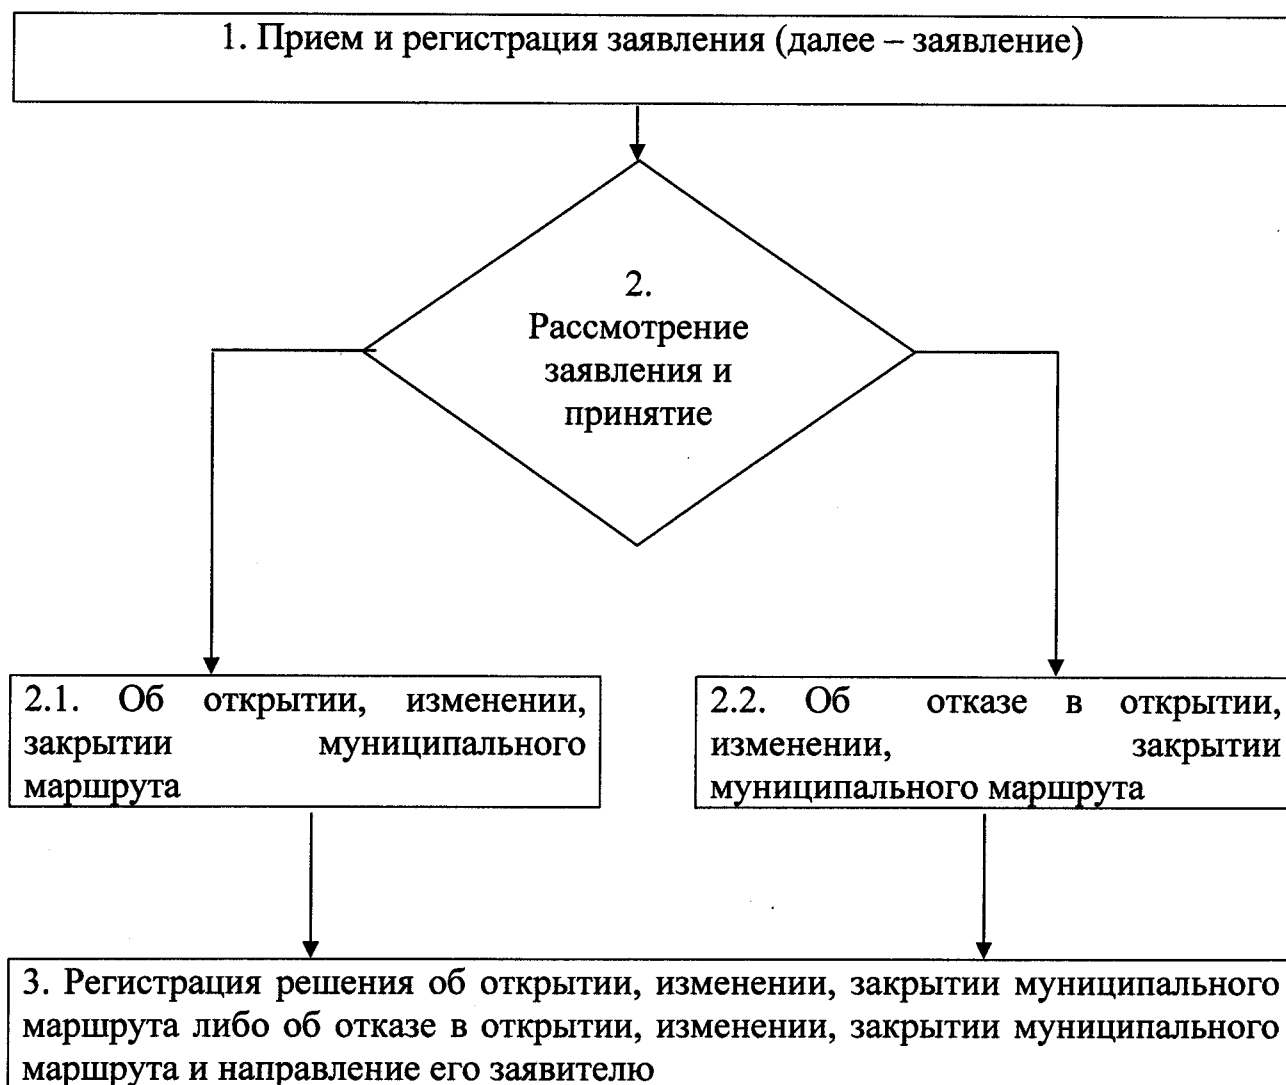 1. Прием и регистрация заявления (далее – заявление)
2.
Рассмотрение
заявления и
принятие
2.1. Об открытии, изменении,
закрытии муниципального
маршрута
2.2. Об отказе в открытии,
изменении, закрытии
муниципального маршрута
3. Регистрация решения об открытии, изменении, закрытии муниципального
маршрута либо об отказе в открытии, изменении, закрытии муниципального
маршрута и направление его заявителю